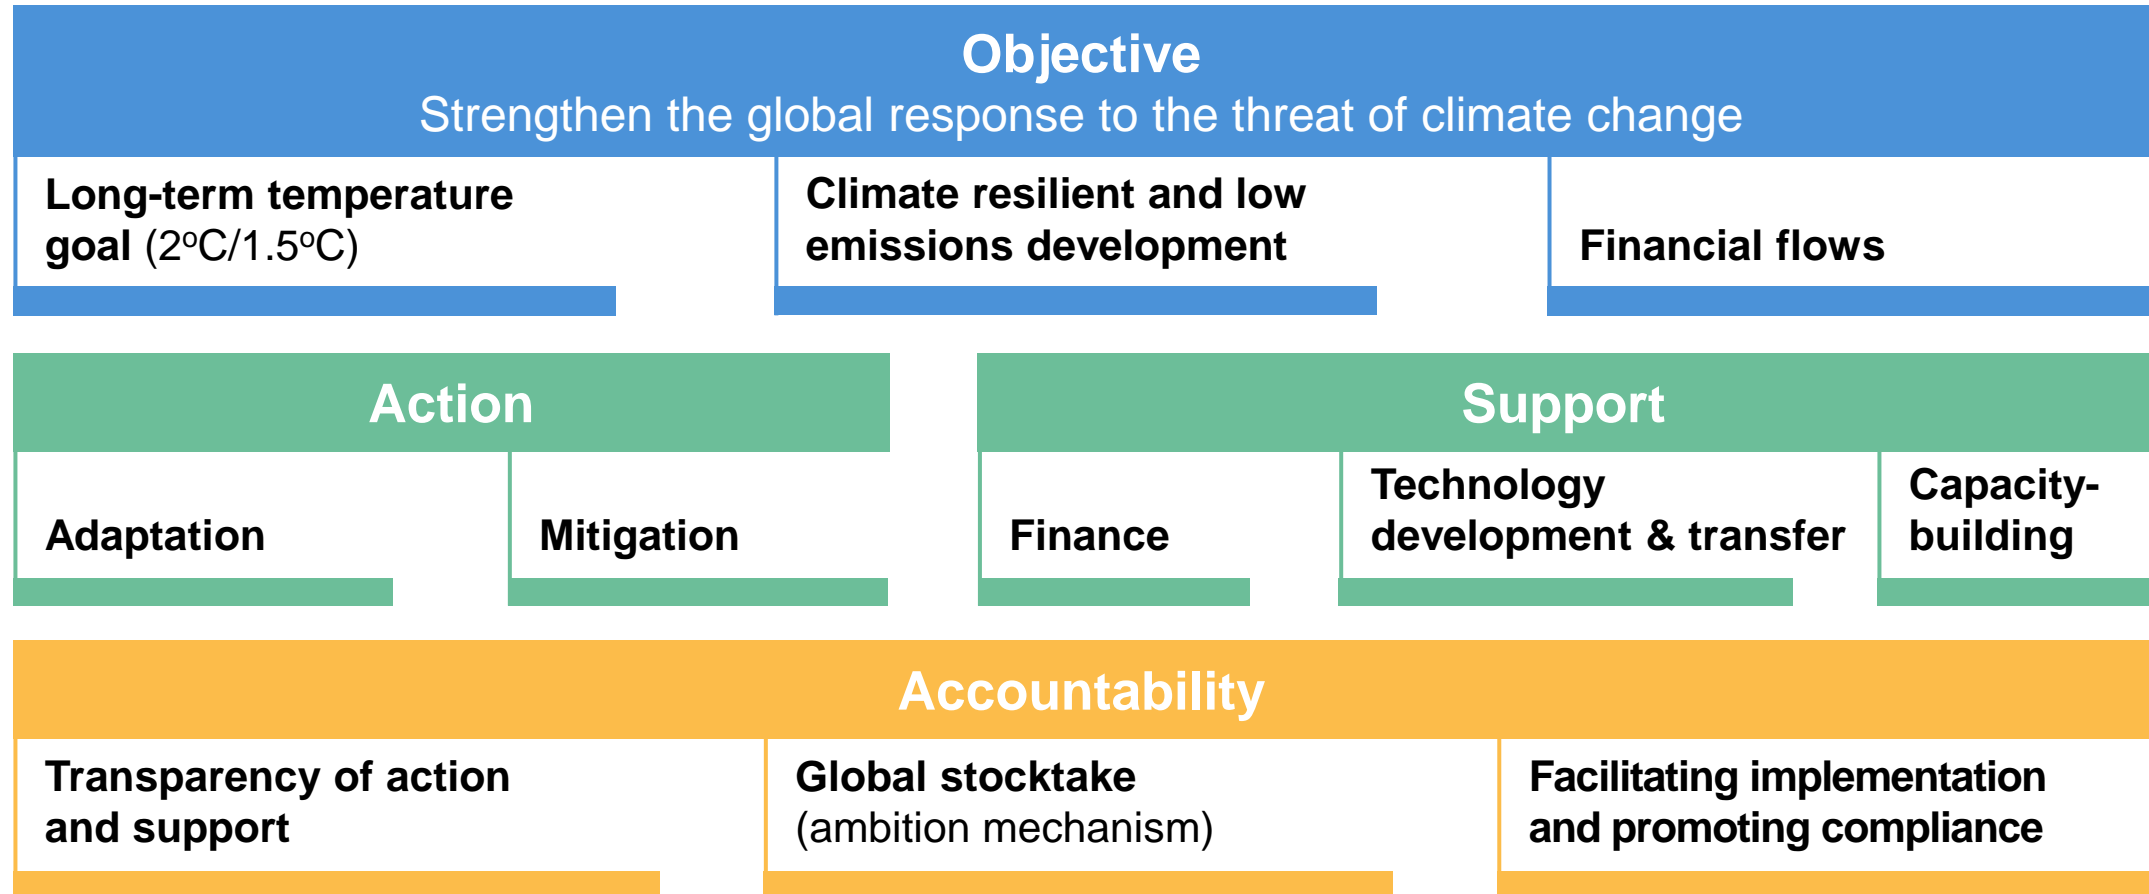 Objective
Strengthen the global response to the threat of climate change
Long-term temperature
goal (2ºC/1.5ºC)
Climate resilient and low
emissions development
Financial flows
Action
Support
Adaptation
Mitigation
Finance
Technology
development & transfer
Capacity-
building
Accountability
Transparency of action
and support
Global stocktake
(ambition mechanism)
Facilitating implementation
and promoting compliance